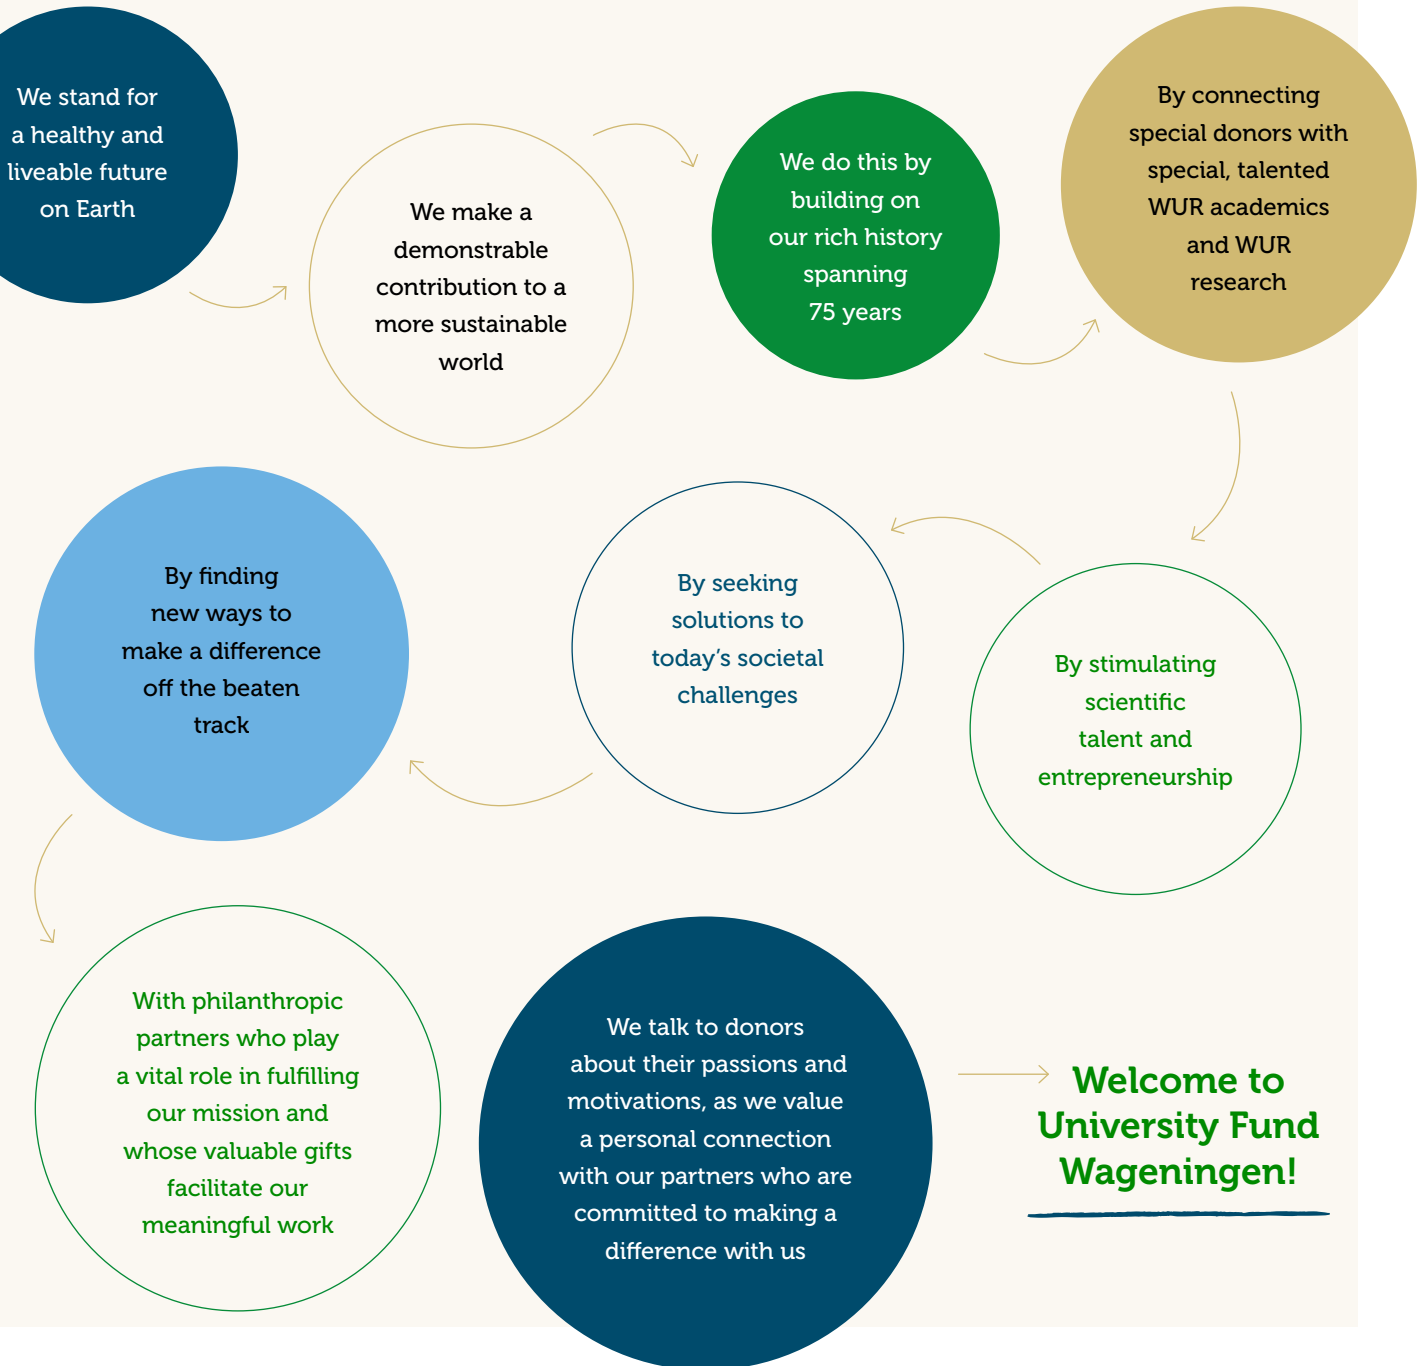 We stand for
a healthy and
liveable future
on Earth
We make a
demonstrable
contribution to a
more sustainable
world
We do this by
building on
our rich history
spanning
75 years
By connecting
special donors with
special, talented
WUR academics
and WUR
research
By stimulating
scientific
talent and
entrepreneurship
By seeking
solutions to
today’s societal
challenges
By finding
new ways to
make a difference
off the beaten
track
With philanthropic
partners who play
a vital role in fulfilling
our mission and
whose valuable gifts
facilitate our
meaningful work
We talk to donors
about their passions and
motivations, as we value
a personal connection
with our partners who are
committed to making a
difference with us
Welcome to
University Fund
Wageningen!